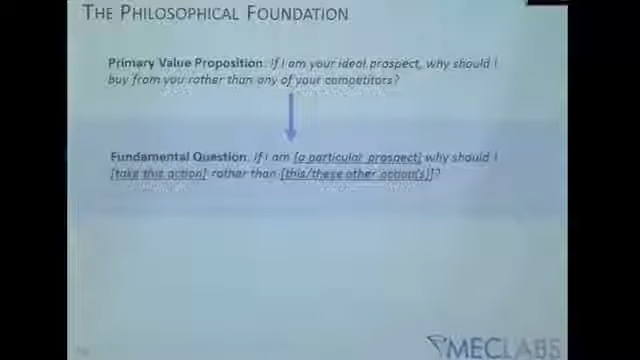 THE PHILOSOPHICAL FOUNDATION
Primary Value Proposition: If I am your ideal prospect, why should I
buy from you rather than any of your competitors?
Fundamental Question: If I am [a particular prospect] why should I
[take this action] rather than [this/these other action(s)]?
MECLABS